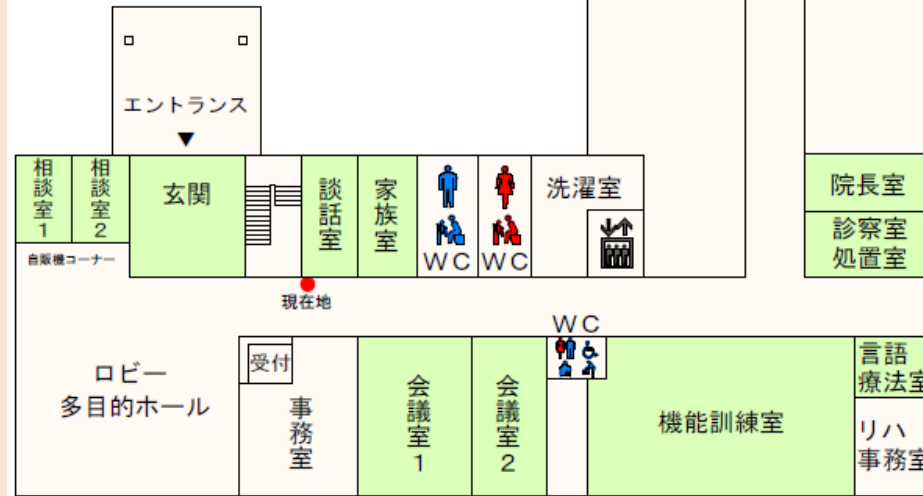 エントランス
▼
相談室1
相談室2
玄関
談話室
家族室
WC
WC
洗濯室
院長室
診察室
処置室
自販機コーナー
現在地
WC
受付
ロビー
多目的ホール
事務室
会議室1
会議室2
機能訓練室
言語
療法室
リハ
事務室